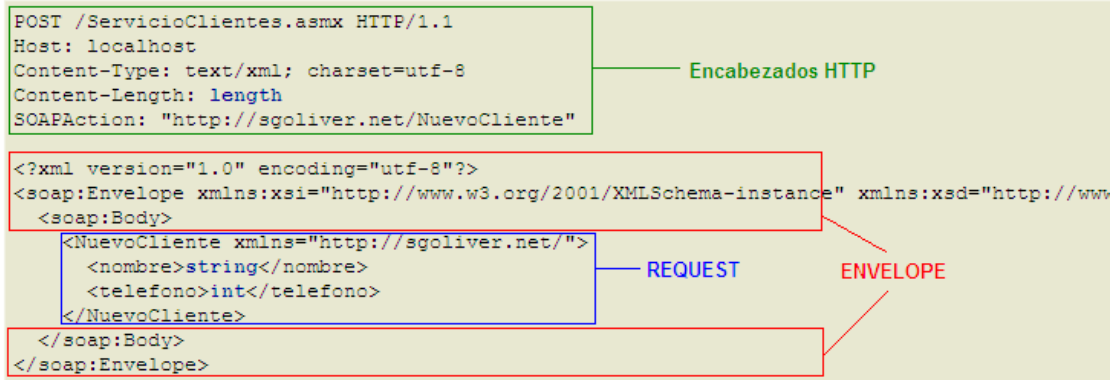 POST /ServicioClientes.asmx HTTP/1.1
Host: localhost
Content-Type: text/xml; charset=utf-8
Content-Length: length
SOAPAction: "http://sgoliver.net/NuevoCliente"
Encabezados HTTP
<?xml version="1.0" encoding="utf-8"?>
<soap:Envelope xmlns:xsi="http://www.w3.org/2001/XMLSchema-instance" xmlns:xsd="http://www
<soap:Body>
<NuevoCliente xmlns="http://sgoliver.net/">
<nombre>string</nombre>
<telefono>int</telefono>
</NuevoCliente>
REQUEST
ENVELOPE
</soap:Body>
</soap:Envelope>